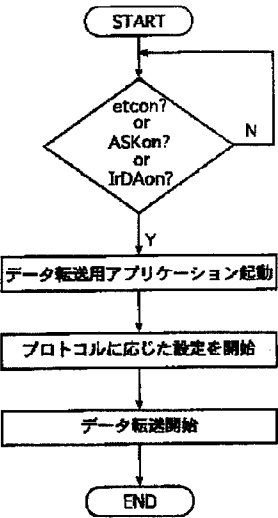 START
etcon?
or
ASKon?
or
IrDAon?
N
Y
データ転送用アプリケーション起動
プロトコルに応じた設定を開始
データ転送開始
END